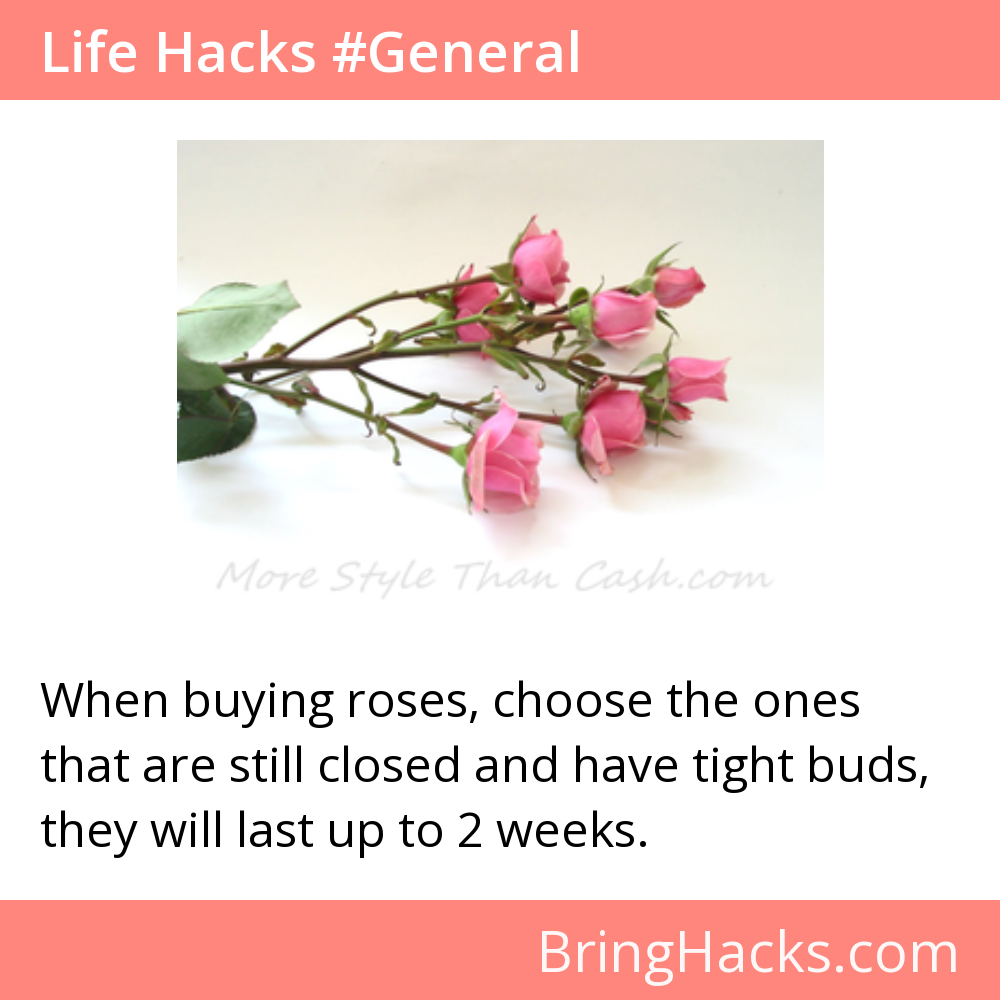 Life Hacks #General
More Style Than Cash.com
When buying roses, choose the ones
that are still closed and have tight buds,
they will last up to 2 weeks.
BringHacks.com